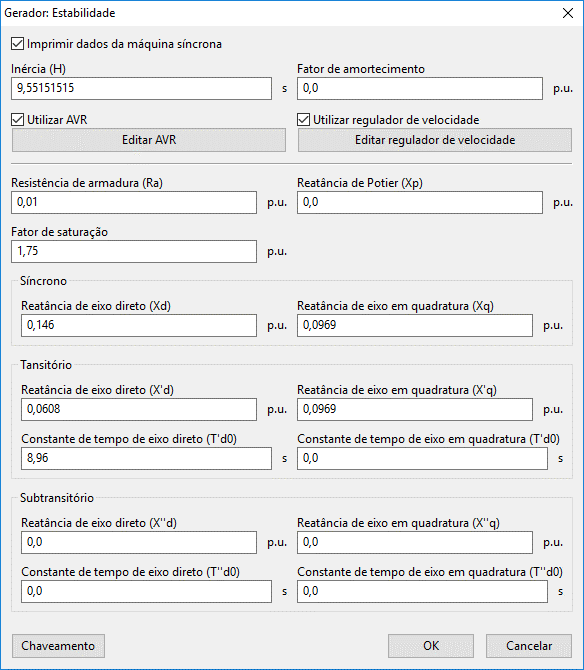 Gerador: Estabilidade
Imprimir dados da máquina síncrona
Inércia (H) Fator de amortecimento
9,55151515 s 0,0 p.u.
Utilizar AVR Utilizar regulador de velocidade
Editar AVR Editar regulador de velocidade
Resistência de armadura (Ra) Reatância de Potier (Xp)
0,01 p.u. 0,0 p.u.
Fator de saturação
1,75 p.u.
Síncrono
Reatância de eixo direto (Xd) Reatância de eixo em quadratura (Xq)
0,146 p.u. 0,0969 p.u.
Tansitório
Reatância de eixo direto (X'd) Reatância de eixo em quadratura (X'q)
0,0608 p.u. 0,0969 p.u.
Constante de tempo de eixo direto (T'd0) Constante de tempo de eixo em quadratura (T'd0)
8,96 s 0,0 s
Subtransitório
Reatância de eixo direto (X''d) Reatância de eixo em quadratura (X''q)
0,0 p.u. 0,0 p.u.
Constante de tempo de eixo direto (T''d0) Constante de tempo de eixo em quadratura (T''d0)
0,0 s 0,0 s
Chaveamento OK Cancelar